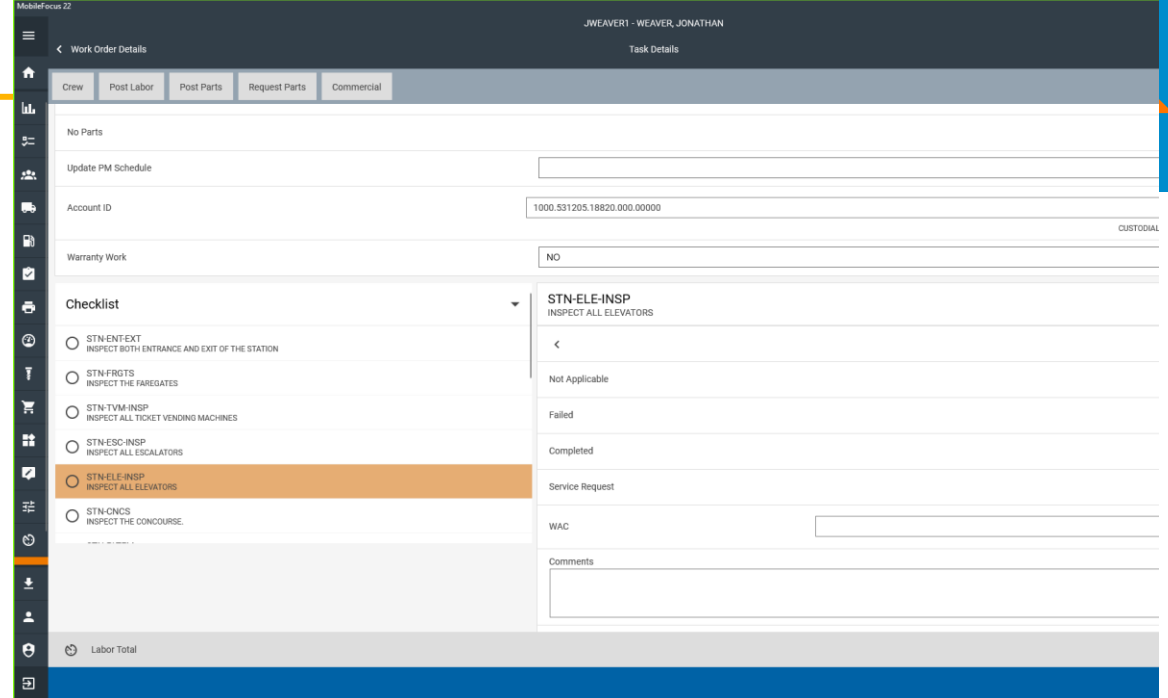 MobileFocus 22
JWEAVER1 - WEAVER, JONATHAN
Work Order Details
Task Details
Crew
Post Labor
Post Parts
Request Parts
Commercial
No Parts
Update PM Schedule
Account ID
1000.531205.18820.000.00000
CUSTODIAL
Warranty Work
NO
Checklist
STN-ENT-EXT
INSPECT BOTH ENTRANCE AND EXIT OF THE STATION
STN-FRGTS
INSPECT THE FAREGATES
STN-TVM-INSP
INSPECT ALL TICKET VENDING MACHINES
STN-ESC-INSP
INSPECT ALL ESCALATORS
STN-ELE-INSP
INSPECT ALL ELEVATORS
STN-CNCS
INSPECT THE CONCOURSE.
STN-ELE-INSP
INSPECT ALL ELEVATORS
Not Applicable
Failed
Completed
Service Request
WAC
Comments
Labor Total